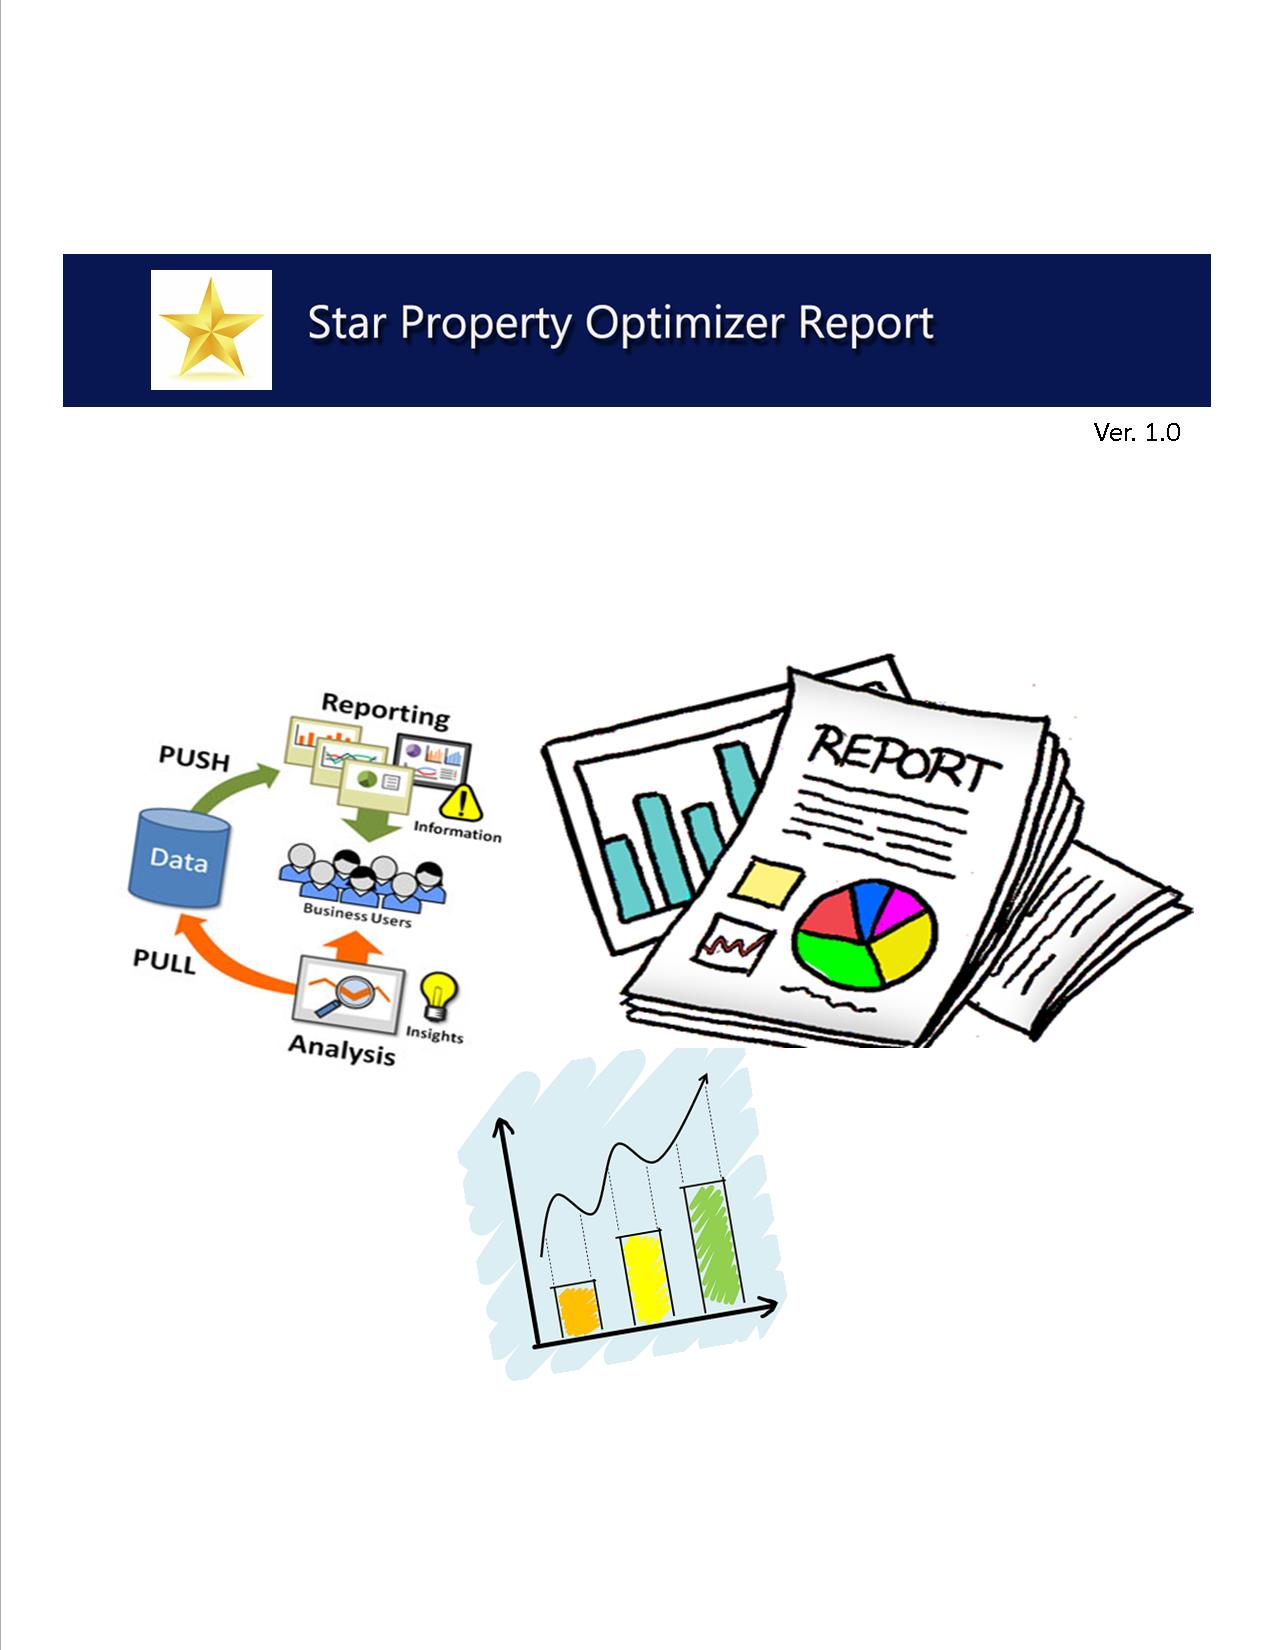 Star Property Optimizer Report
Ver. 1.0
Reporting
PUSH
Information
Data
Business Users
PULL
Insights
Analysis
REPORT